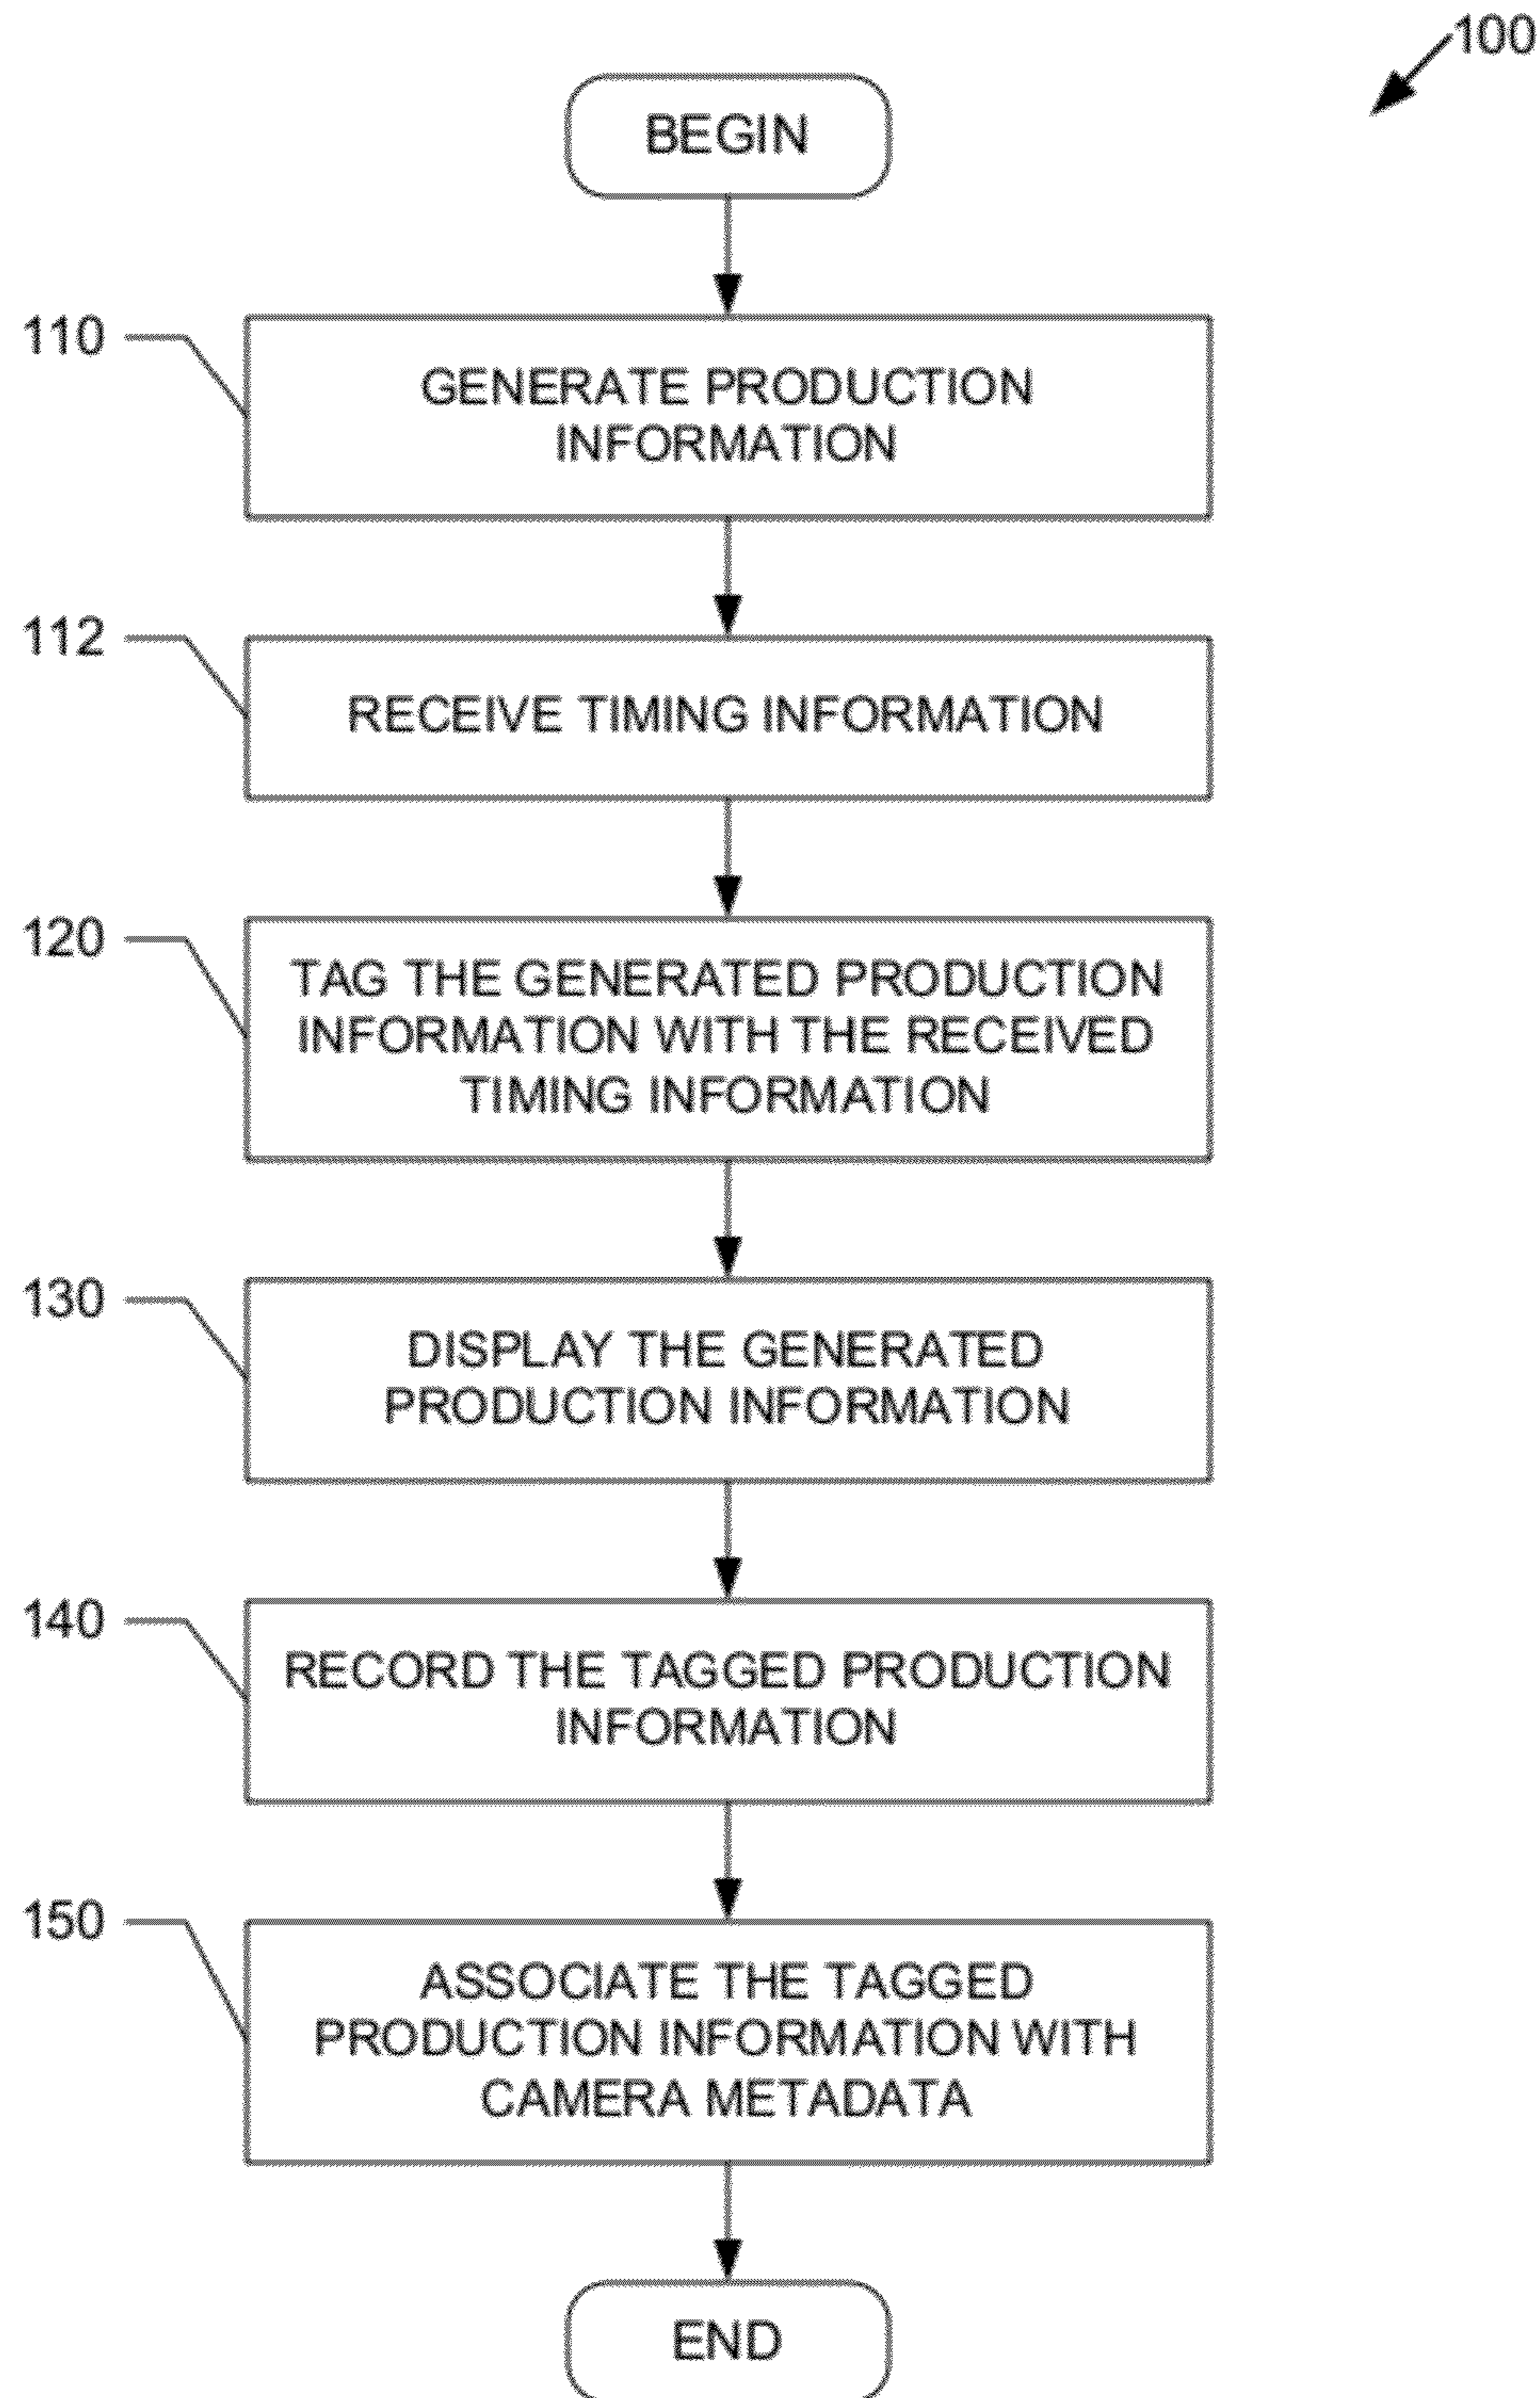 100
BEGIN
110
GENERATE PRODUCTION
INFORMATION
112
RECEIVE TIMING INFORMATION
120
TAG THE GENERATED PRODUCTION
INFORMATION WITH THE RECEIVED
TIMING INFORMATION
130
DISPLAY THE GENERATED
PRODUCTION INFORMATION
140
RECORD THE TAGGED PRODUCTION
INFORMATION
150
ASSOCIATE THE TAGGED
PRODUCTION INFORMATION WITH
CAMERA METADATA
END